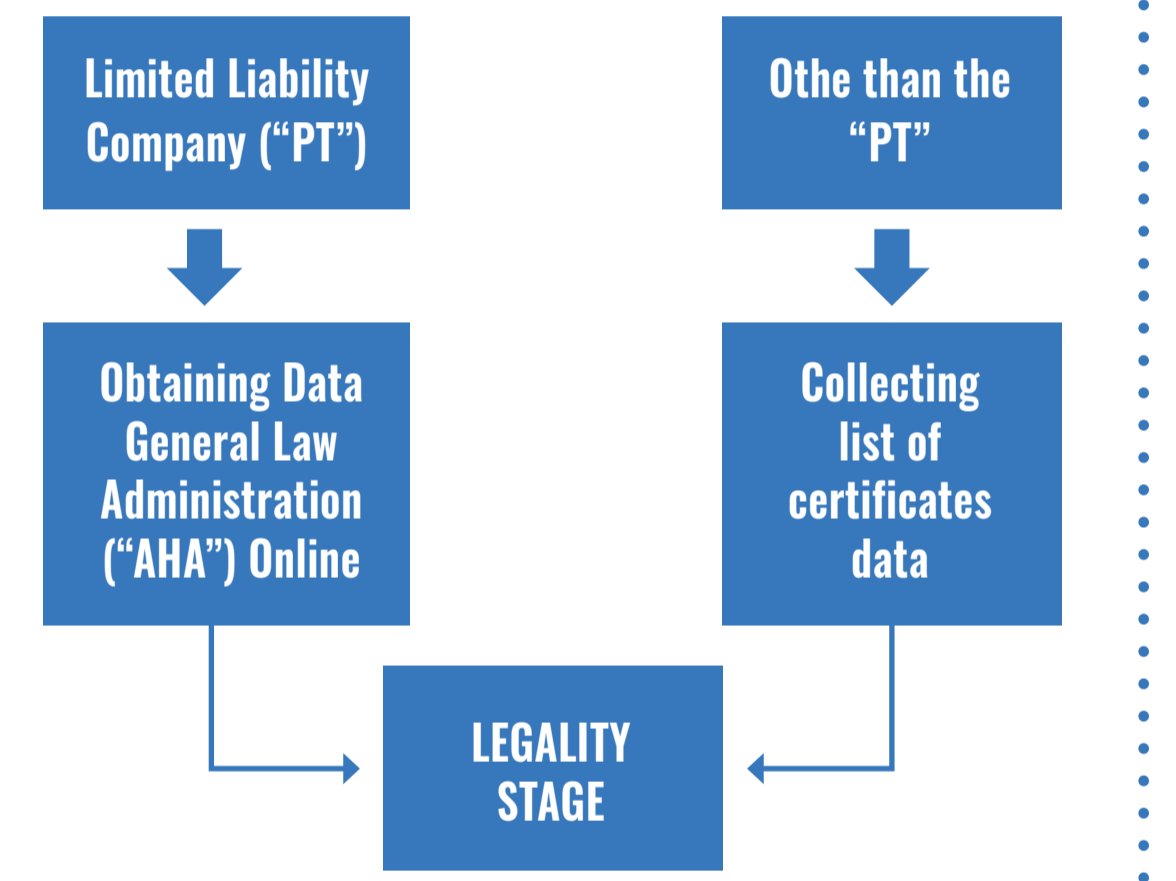 Limited Liability
Company (“PT”)
Othe than the
“PT”
Obtaining Data
General Law
Administration
(“AHA”) Online
Collecting
list of
certificates
data
LEGALITY
STAGE